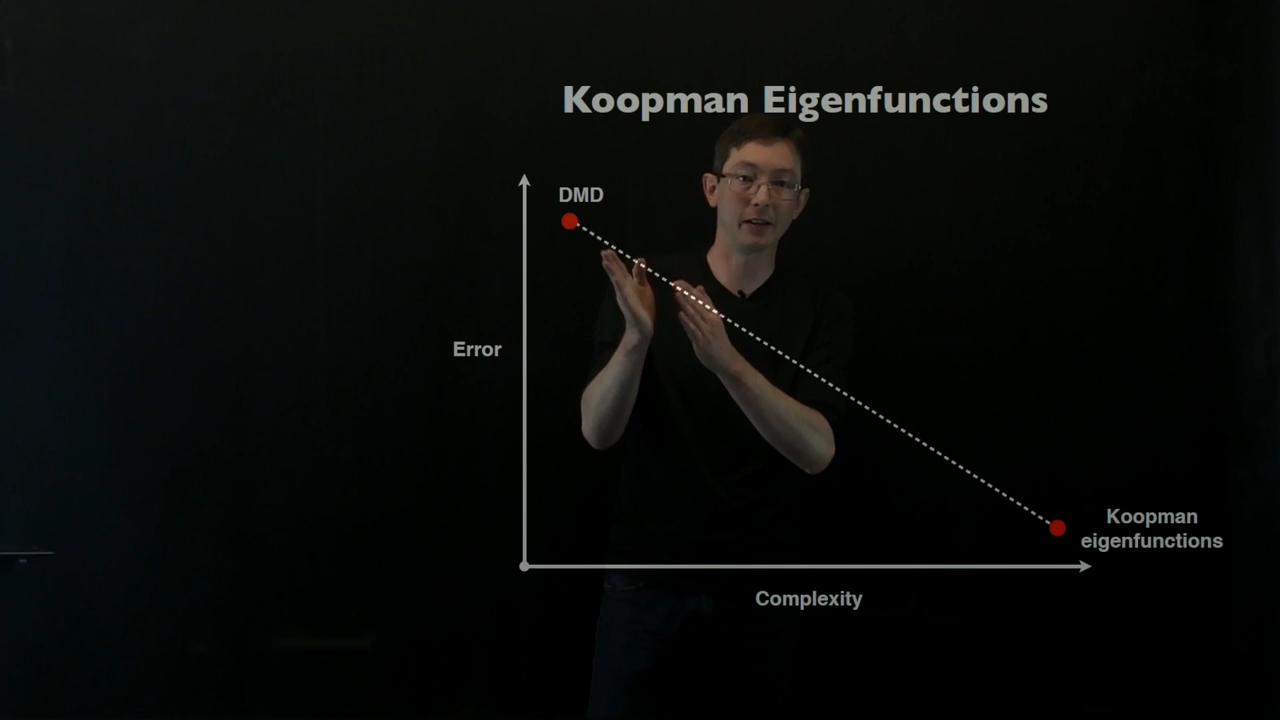 Koopman Eigenfunctions
DMD
Error
Koopman
eigenfunctions
Complexity